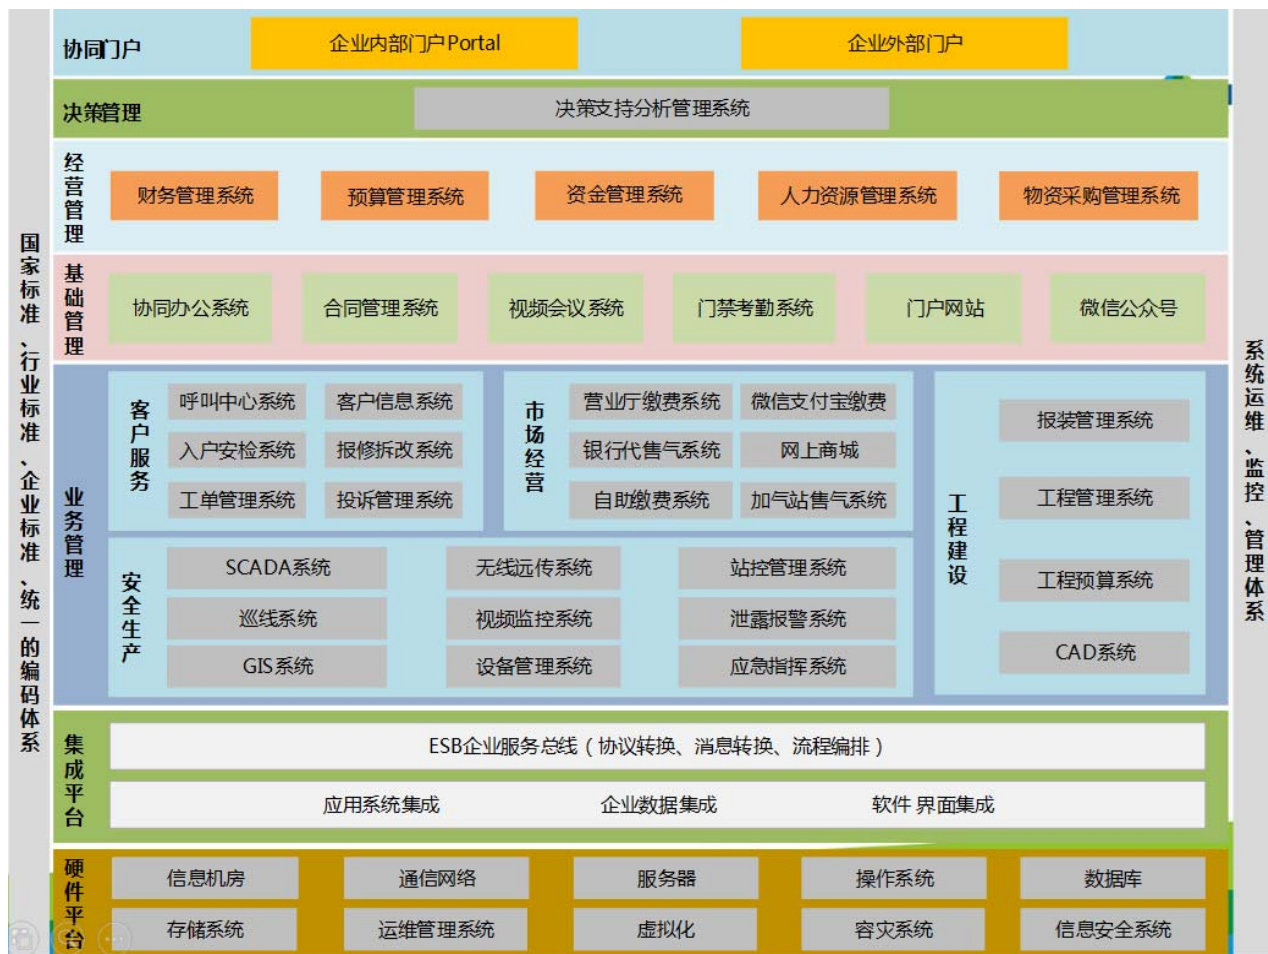 协同门户
企业内部门户Portal
企业外部门户
决策管理
决策支持分析管理系统
经营管理
财务管理系统
预算管理系统
资金管理系统
人力资源管理系统
物资采购管理系统
基础管理
协同办公系统
合同管理系统
视频会议系统
门禁考勤系统
门户网站
微信公众号
业务管理
客户服务
呼叫中心系统
客户信息系统
入户安检系统
报修拆改系统
工单管理系统
投诉管理系统
市场经营
营业厅缴费系统
微信支付宝缴费
银行代售气系统
网上商城
自助缴费系统
加气站售气系统
工程建设
报装管理系统
工程管理系统
工程预算系统
CAD系统
安全生产
SCADA系统
无线远传系统
站控管理系统
巡线系统
视频监控系统
泄露报警系统
GIS系统
设备管理系统
应急指挥系统
集成平台
ESB企业服务总线（协议转换、消息转换、流程编排）
应用系统集成
企业数据集成
软件 界面集成
硬件平台
信息机房
通信网络
服务器
操作系统
数据库
存储系统
运维管理系统
虚拟化
容灾系统
信息安全系统
国家标准、行业标准、企业标准、统一的编码体系
系统运维、监控、管理体系